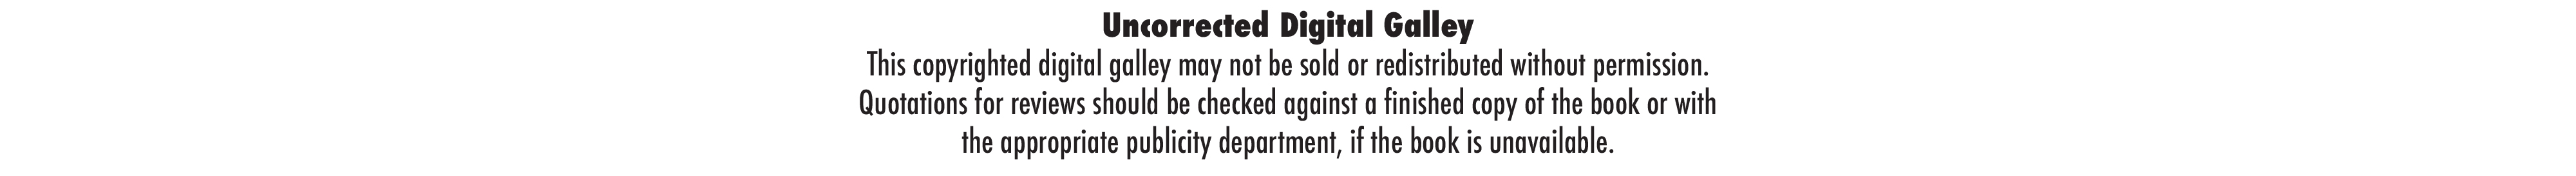 Uncorrected Digital Galley
This copyrighted digital galley may not be sold or redistributed without permission.
Quotations for reviews should be checked against a finished copy of the book or with
the appropriate publicity department, if the book is unavailable.